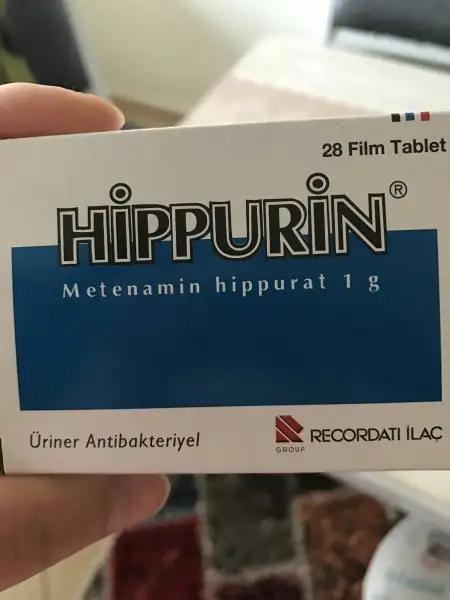 28 Film Tablet
HİPPURİN®
Metenamin hippurat 1 g
Üriner Antibakteriyel
GROUP
RECORDATI İLAÇ